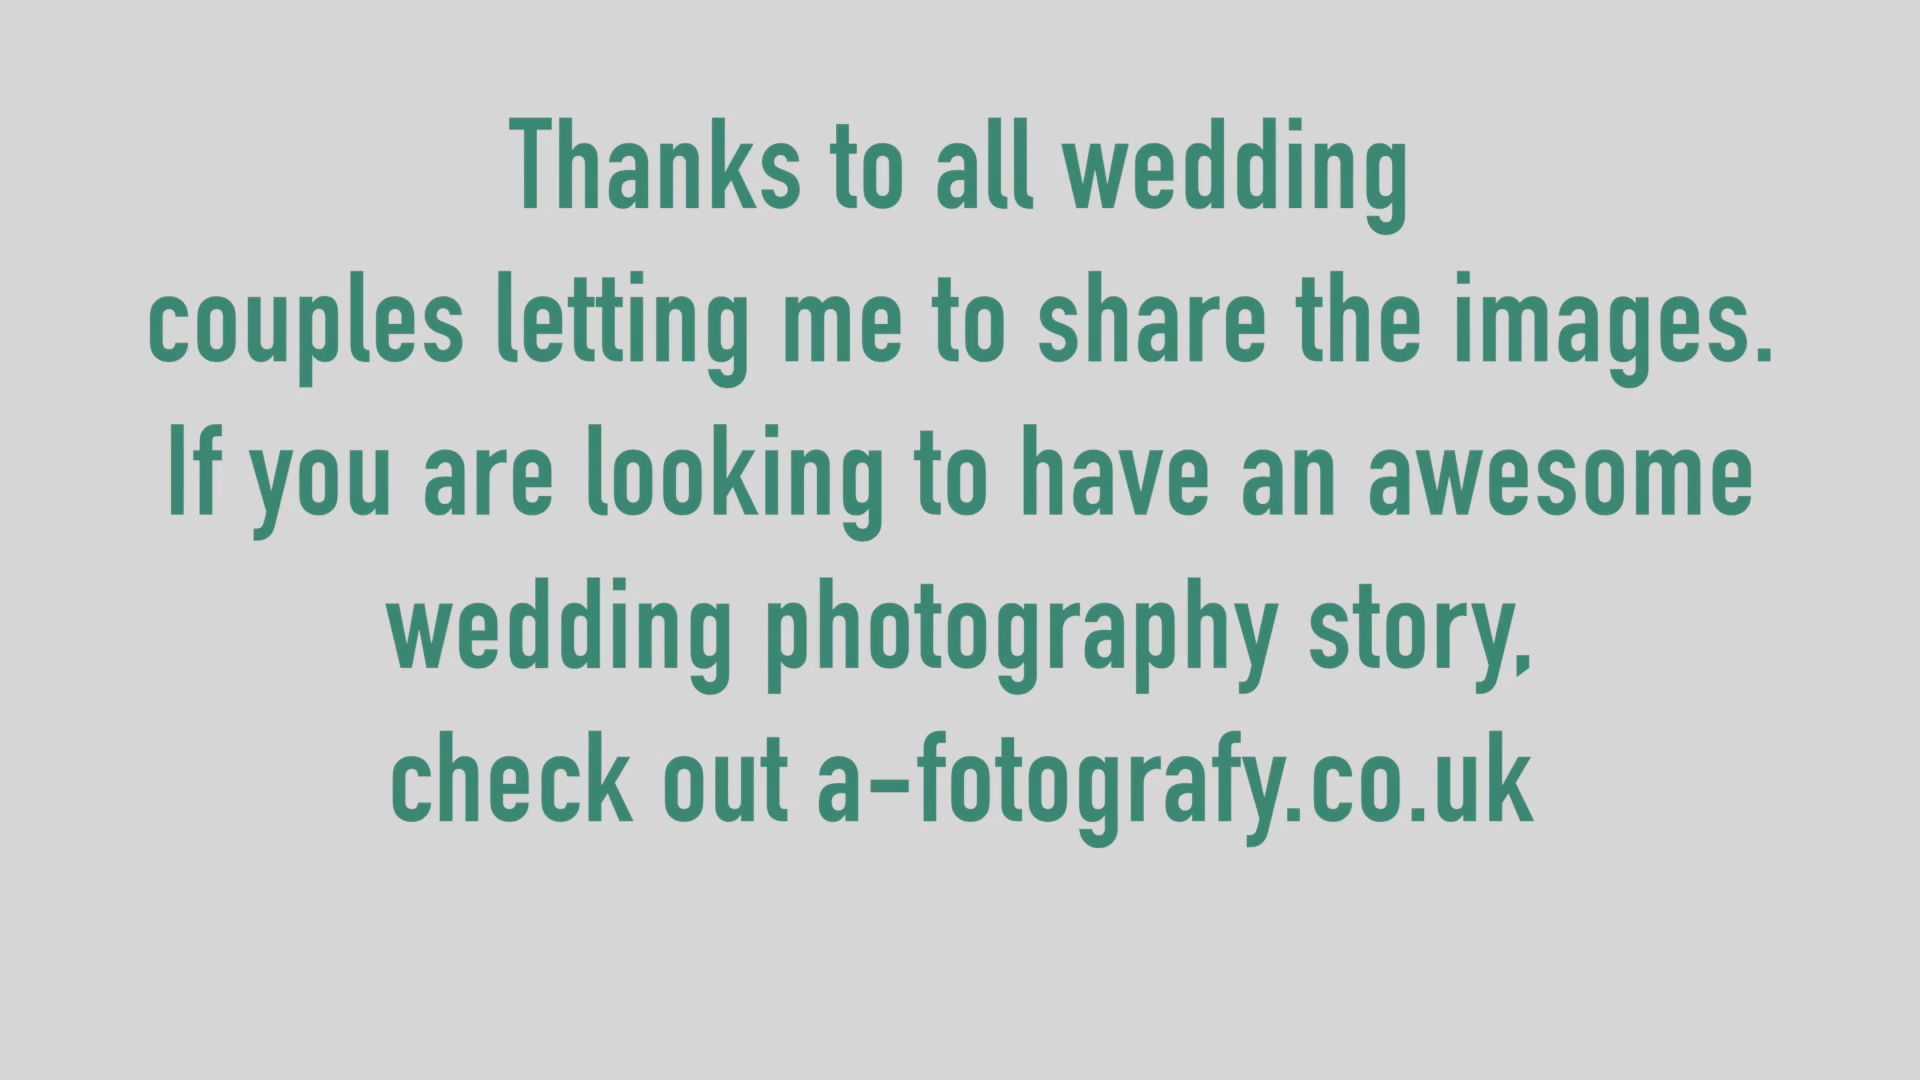 Thanks to all wedding
couples letting me to share the images.
If you are looking to have an awesome
wedding photography story,
check out a-fotografy.co.uk